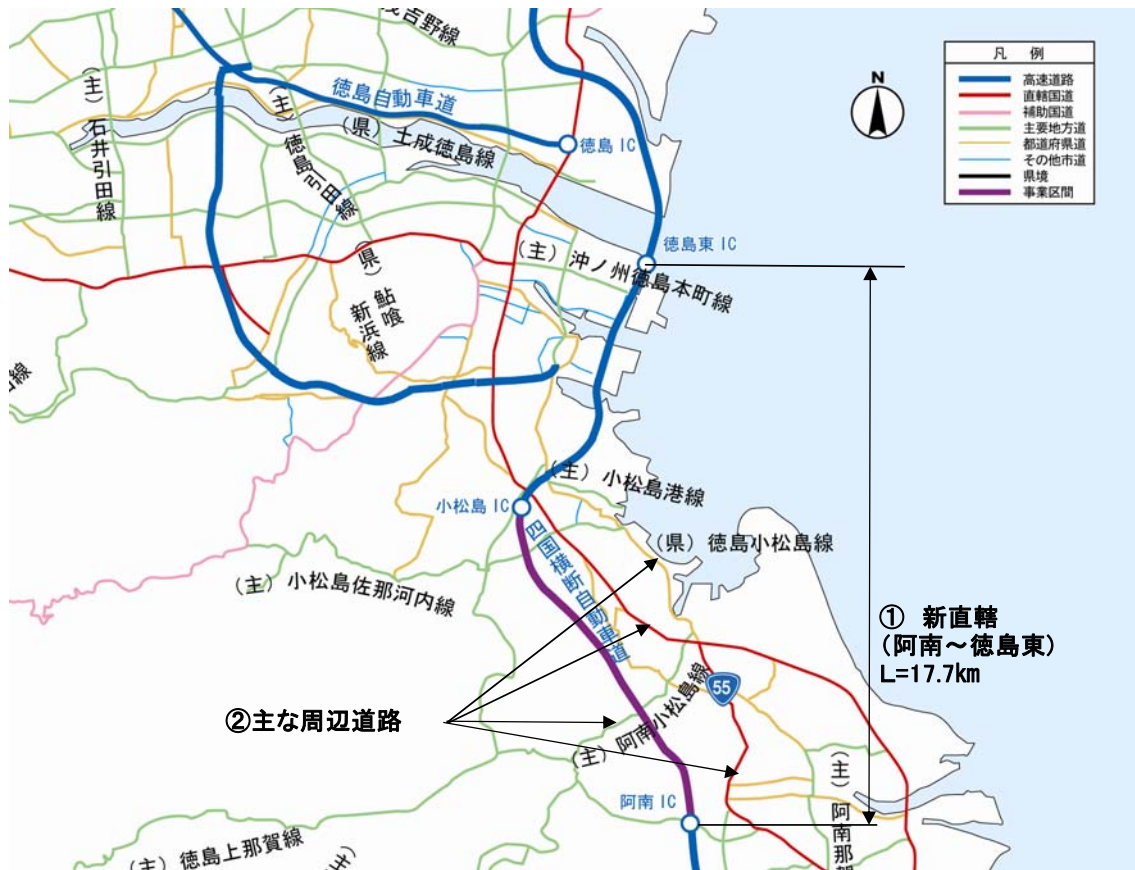 吉野線
凡 例
高速道路
直轄国道
補助国道
主要地方道
都道府県道
その他市道
県境
事業区間
N
(主)石井引田線
(主)徳島引田線
徳島自動車道
(県)土成徳島線
徳島 IC
徳島東 IC
(主)沖ノ州徳島本町線
(県)鮎喰新浜線
(主)小松島港線
小松島 IC
四国横断自動車道
(県)徳島小松島線
(主)小松島佐那河内線
① 新直轄
(阿南～徳島東)
L=17.7km
55
②主な周辺道路
(主)阿南小松島線
阿南 IC
(主)阿南那賀
(主)徳島上那賀線
(主)